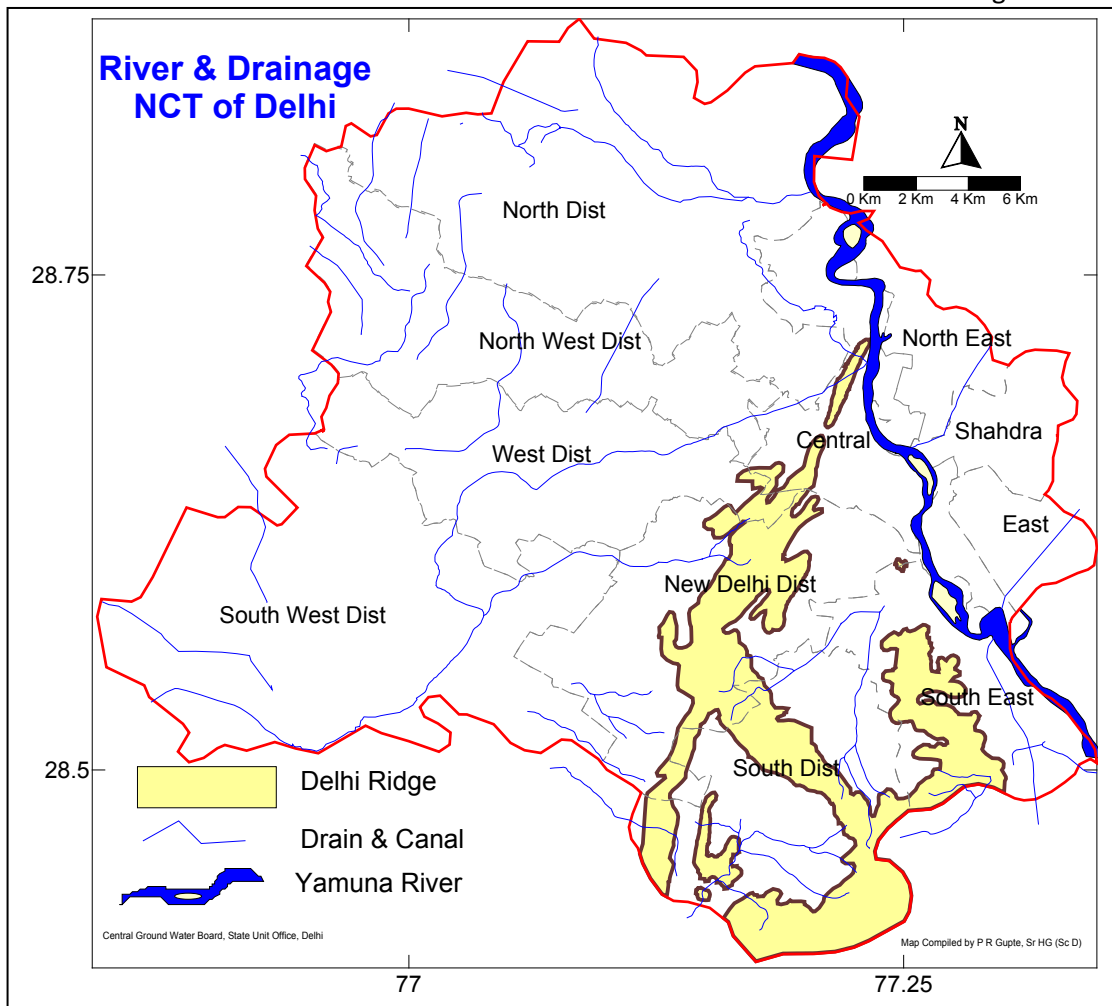 g
River & Drainage
NCT of Delhi
N
0 Km 2 Km 4 Km 6 Km
North Dist
28.75
North West Dist
North East
Central
Shahdra
West Dist
East
New Delhi Dist
South West Dist
South East
28.5
South Dist
Delhi Ridge
Drain & Canal
Yamuna River
Central Ground Water Board, State Unit Office, Delhi
Map Compiled by P R Gupte, Sr HG (Sc D)
77
77.25